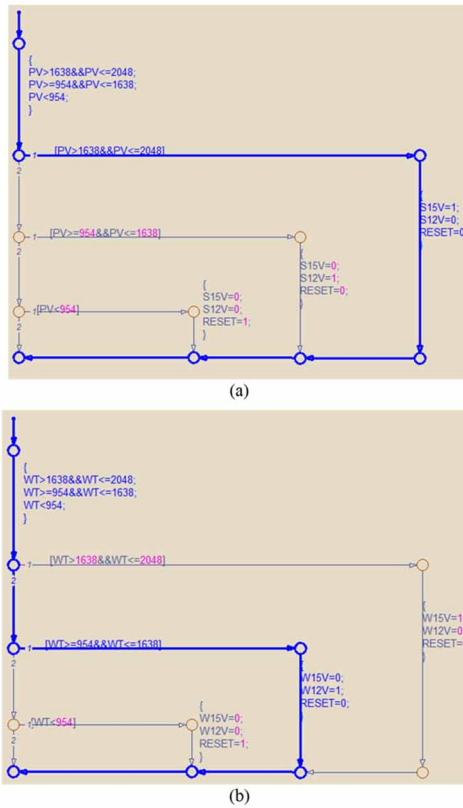 {
PV>1638&&PV<=2048;
PV>=954&&PV<=1638;
PV<954;
}
1 [PV>1638&&PV<=2048]
2
{
S15V=1;
S12V=0;
RESET=0
}
1 [PV>=954&&PV<=1638]
2
{
S15V=0;
S12V=1;
RESET=0;
}
1 [PV<954]
2
{
S15V=0;
S12V=0;
RESET=1;
}
(a)
{
WT>1638&&WT<=2048;
WT>=954&&WT<=1638;
WT<954;
}
1 [WT>1638&&WT<=2048]
2
{
W15V=1
W12V=0
RESET=
}
1 [WT>=954&&WT<=1638]
2
{
W15V=0;
W12V=1;
RESET=0;
}
1 [WT<954]
2
{
W15V=0;
W12V=0;
RESET=1;
}
(b)